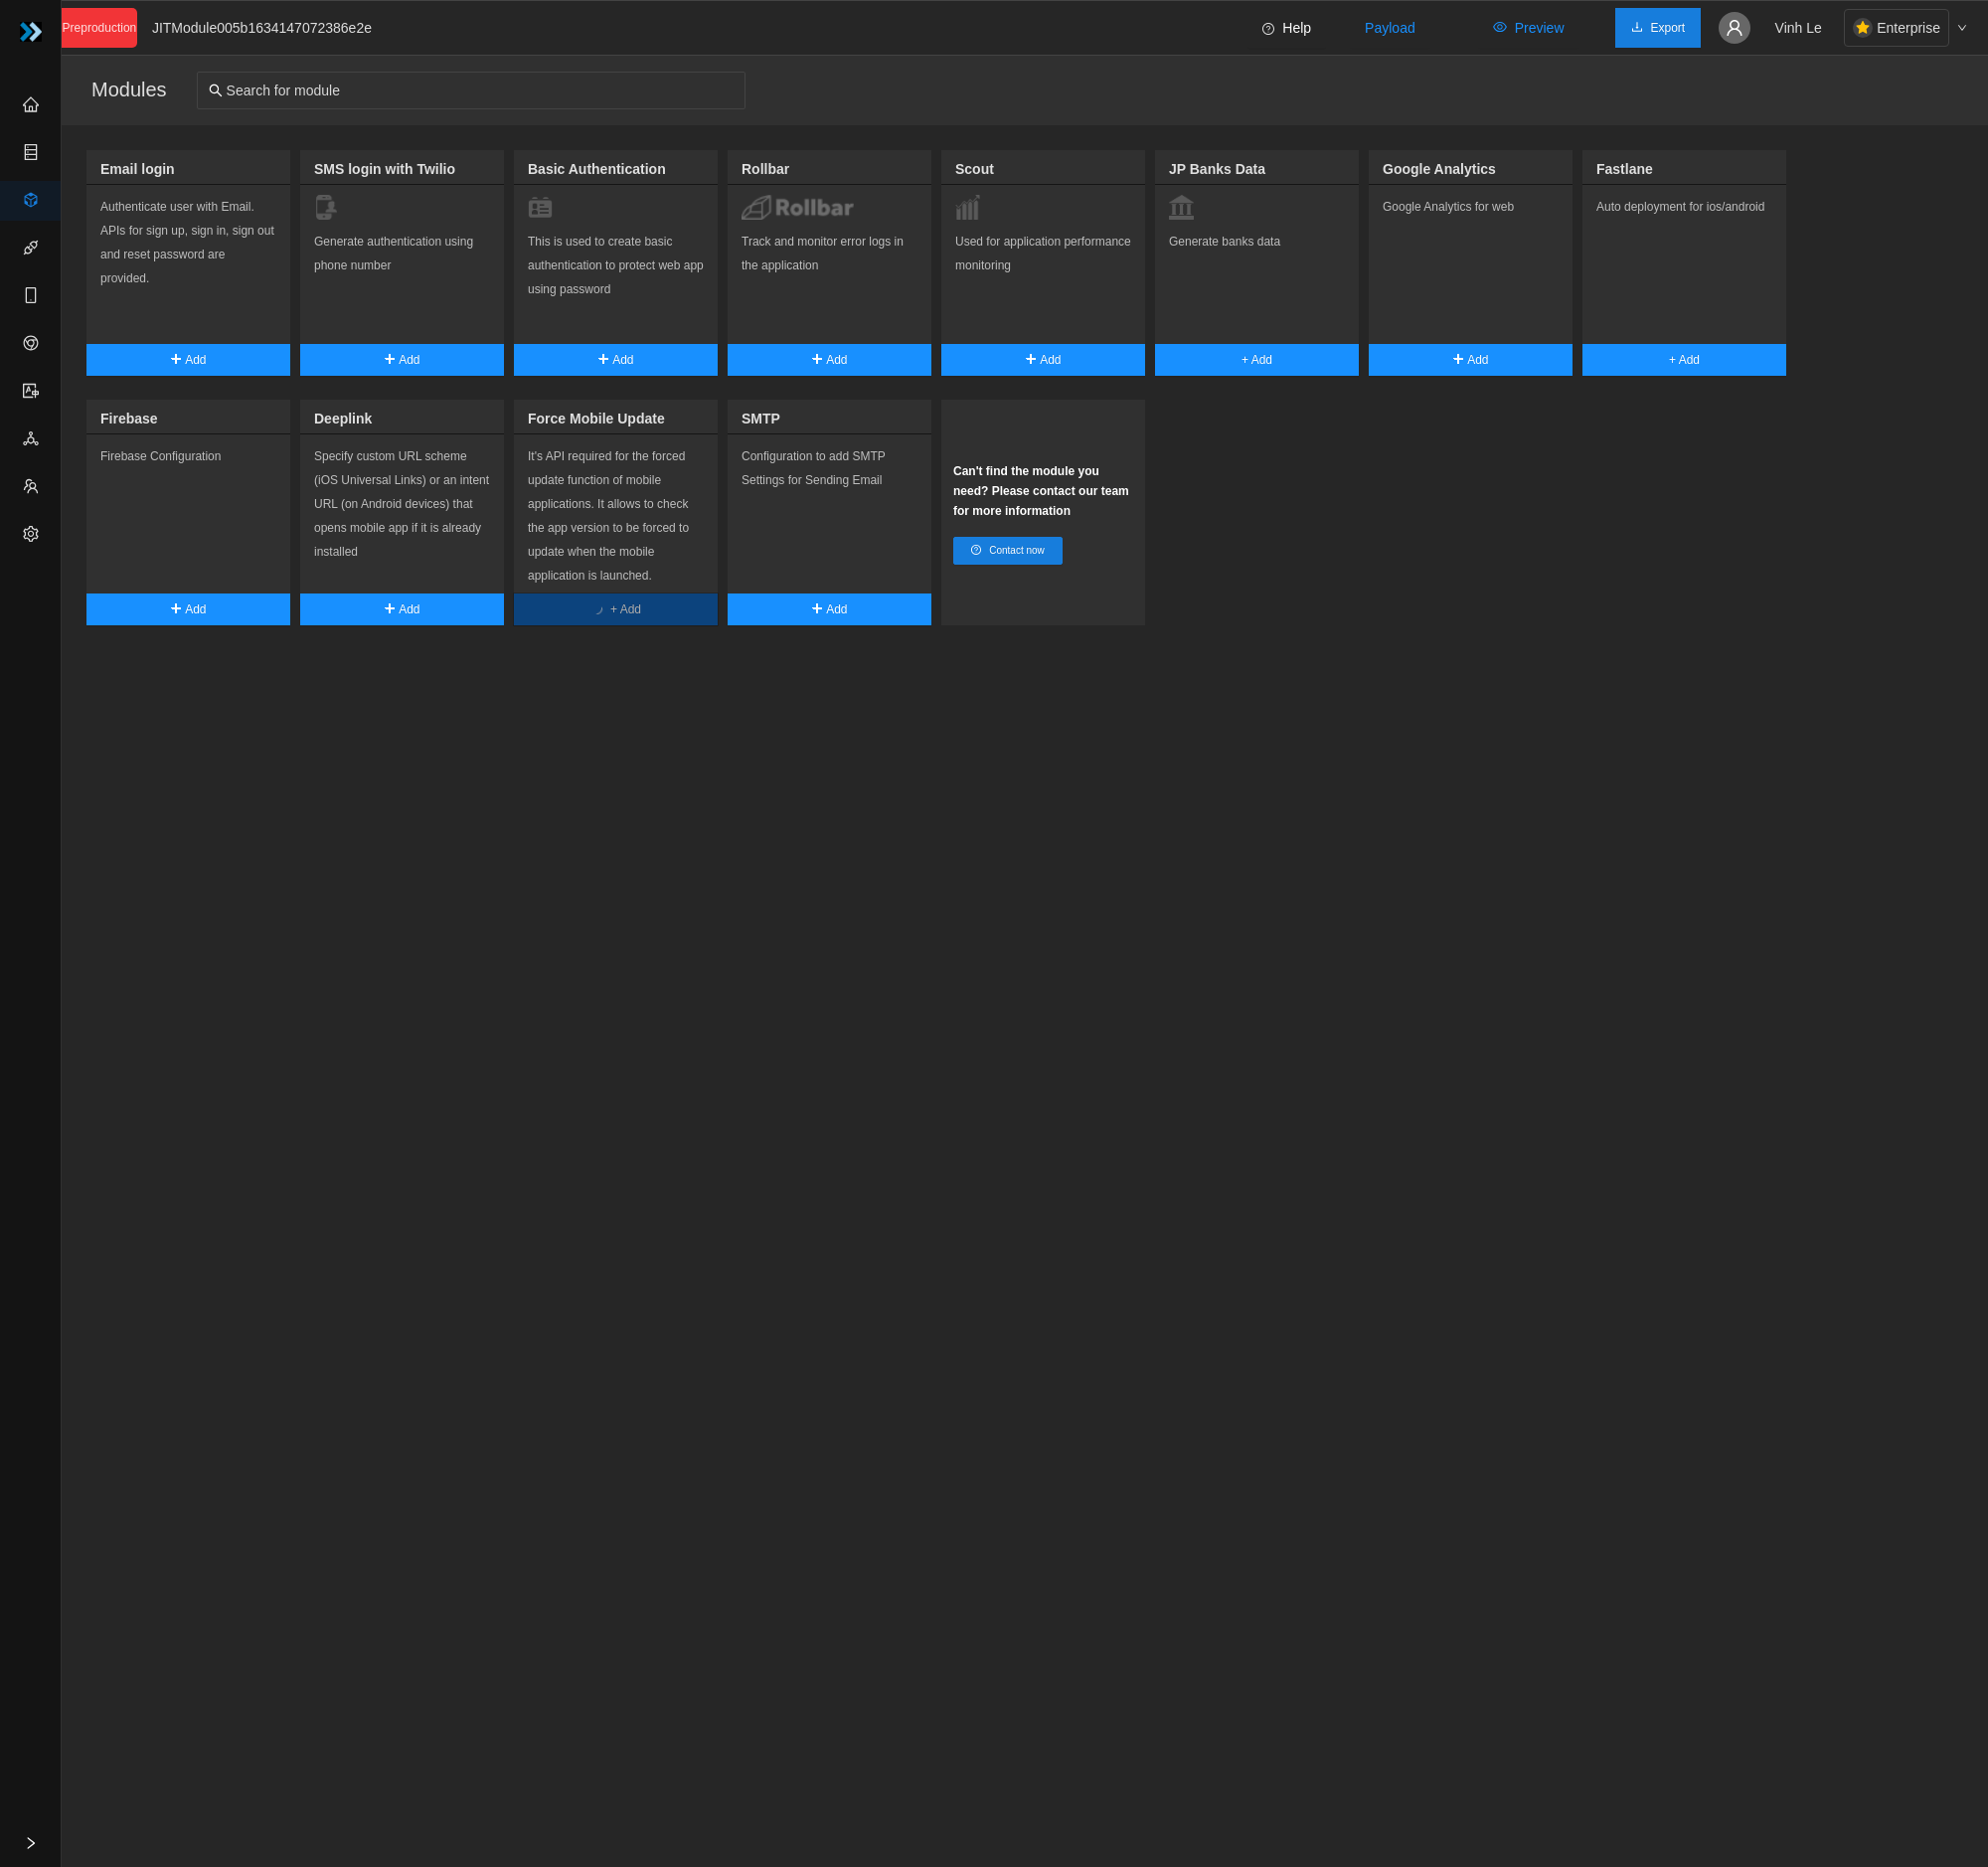 Preproduction
JITModule005b1634147072386e2e
Help
Payload
Preview
Export
Vinh Le
Enterprise
Modules
Search for module
Email login
Authenticate user with Email.
APIs for sign up, sign in, sign out
and reset password are
provided.
Add
SMS login with Twilio
Generate authentication using
phone number
Add
Basic Authentication
This is used to create basic
authentication to protect web app
using password
Add
Rollbar
Rollbar
Track and monitor error logs in
the application
Add
Scout
Used for application performance
monitoring
Add
JP Banks Data
Generate banks data
+ Add
Google Analytics
Google Analytics for web
Add
Fastlane
Auto deployment for ios/android
+ Add
Firebase
Firebase Configuration
Add
Deeplink
Specify custom URL scheme
(iOS Universal Links) or an intent
URL (on Android devices) that
opens mobile app if it is already
installed
Add
Force Mobile Update
It's API required for the forced
update function of mobile
applications. It allows to check
the app version to be forced to
update when the mobile
application is launched.
+ Add
SMTP
Configuration to add SMTP
Settings for Sending Email
Add
Can't find the module you
need? Please contact our team
for more information
Contact now